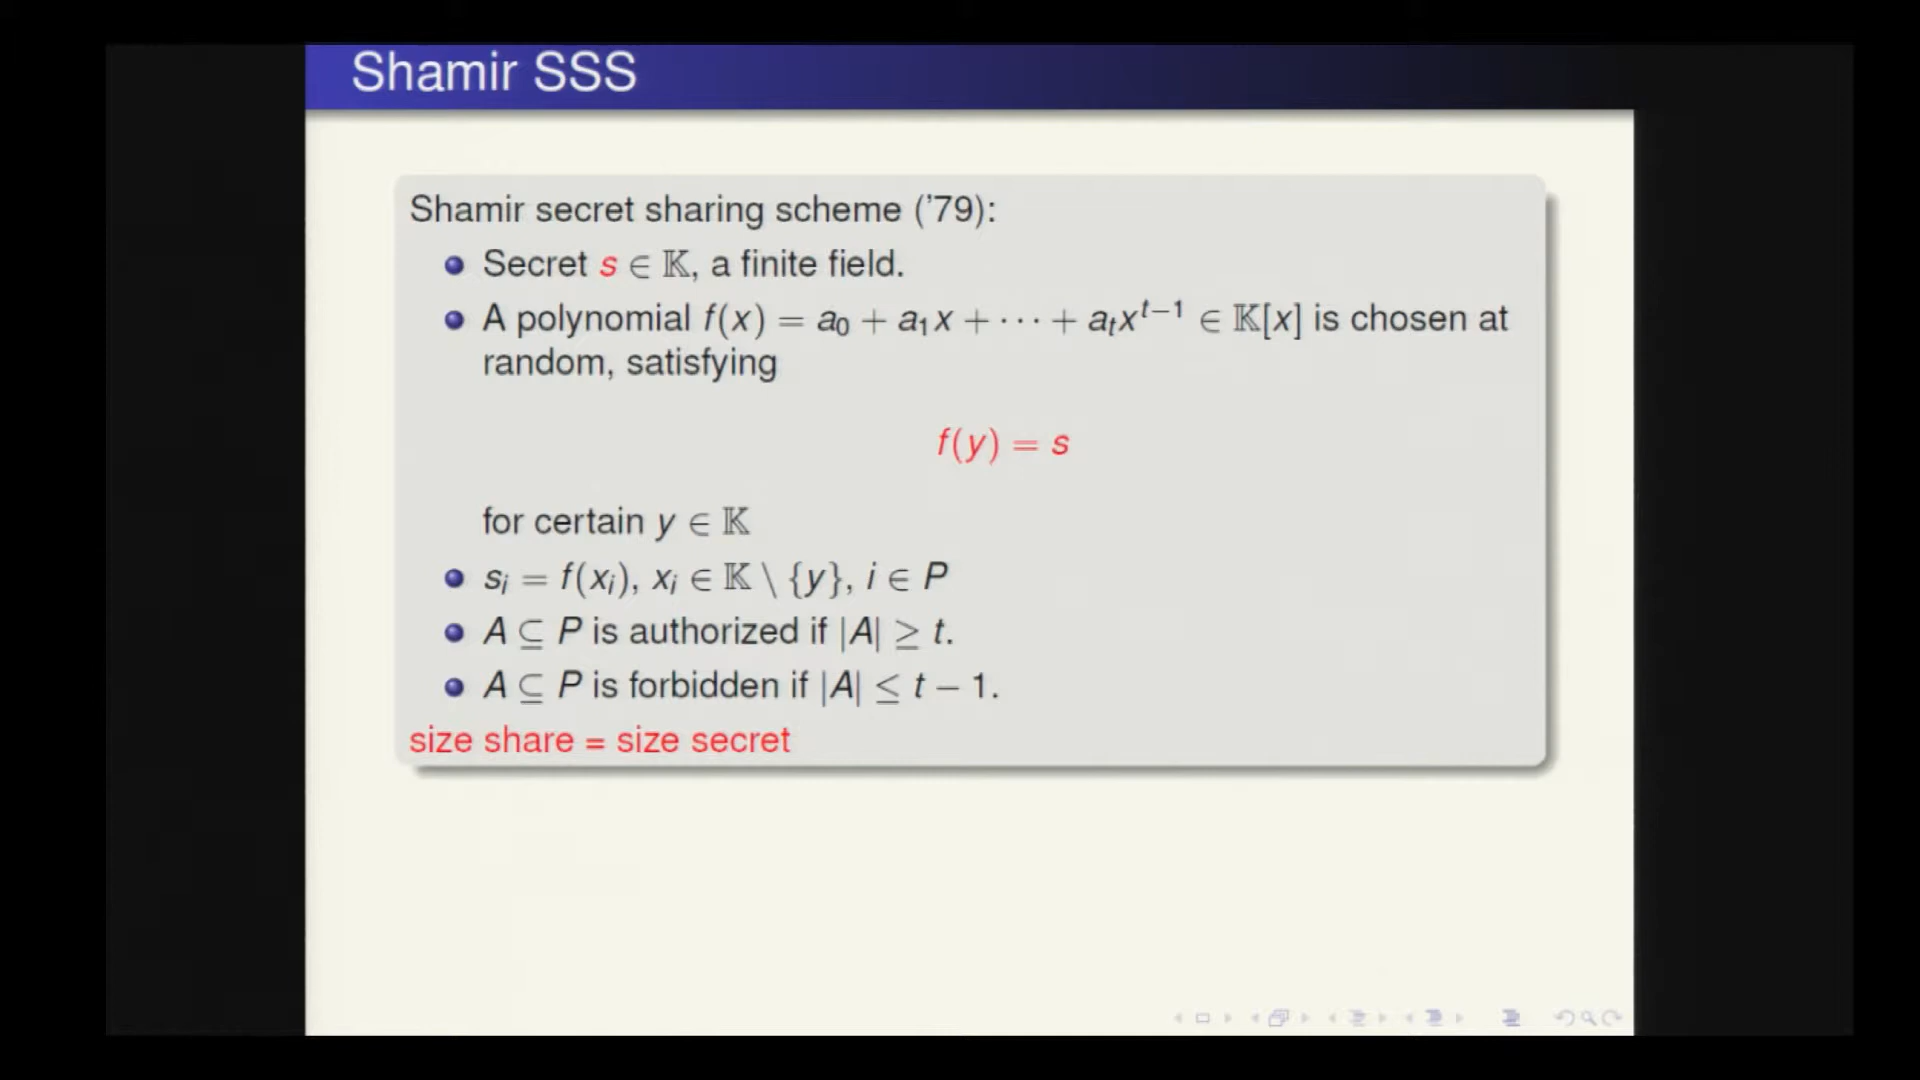 Shamir SSS
Shamir secret sharing scheme ('79):
Secret s ∈ 𝕂, a finite field.
A polynomial f(x) = a₀ + a₁x + ⋯ + aₜxᵗ⁻¹ ∈ 𝕂[x] is chosen at
random, satisfying
f(y) = s
for certain y ∈ 𝕂
sᵢ = f(xᵢ), xᵢ ∈ 𝕂 \ {y}, i ∈ P
A ⊆ P is authorized if |A| ≥ t.
A ⊆ P is forbidden if |A| ≤ t − 1.
size share = size secret